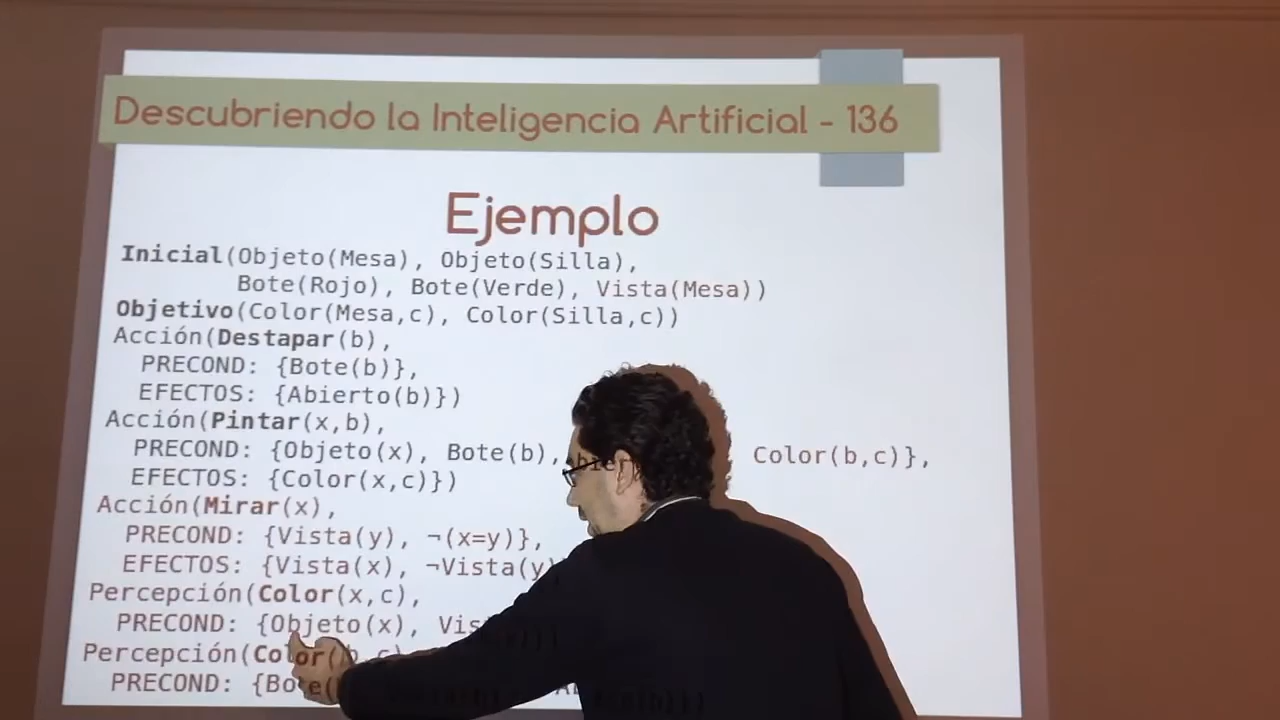 Descubriendo la Inteligencia Artificial - 136
Ejemplo
Inicial(Objeto(Mesa), Objeto(Silla),
Bote(Rojo), Bote(Verde), Vista(Mesa))
Objetivo(Color(Mesa,c), Color(Silla,c))
Acción(Destapar(b),
PRECOND: {Bote(b)},
EFECTOS: {Abierto(b)})
Acción(Pintar(x,b),
PRECOND: {Objeto(x), Bote(b), Color(b,c)},
EFECTOS: {Color(x,c)})
Acción(Mirar(x),
PRECOND: {Vista(y), ¬(x=y)},
EFECTOS: {Vista(x), ¬Vista(y)
Percepción(Color(x,c),
PRECOND: {Objeto(x),
Percepción(Color(b,c)
PRECOND: {Bote(